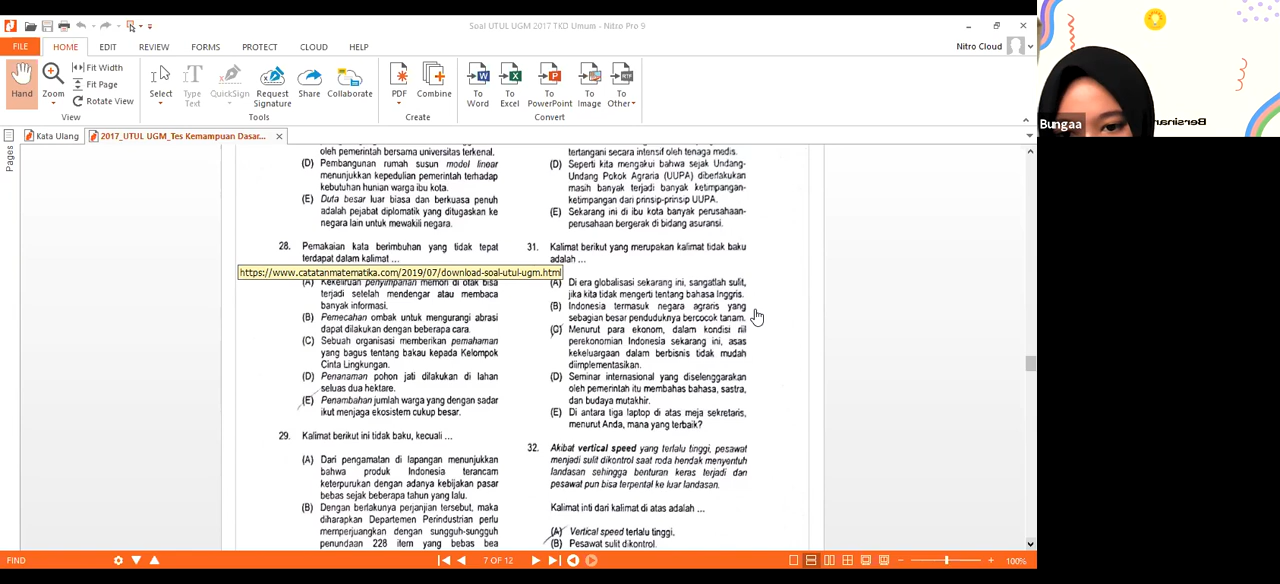 Soal UTUL UGM 2017 TKD Umum - Nitro Pro 9
FILE
HOME
EDIT
REVIEW
FORMS
PROTECT
CLOUD
HELP
Nitro Cloud
Hand
Zoom
Fit Width
Fit Page
Rotate View
View
Select
Type Text
QuickSign
Request Signature
Share
Collaborate
Tools
PDF
Combine
Create
To Word
To Excel
To PowerPoint
To Image
To Other
Convert
Bungaa
Kata Ulang
2017_UTUL UGM_Tes Kemampuan Dasar...
Pages
oleh pemerintah bersama universitas terkenal.
(D) Pembangunan rumah susun model linear
menunjukkan kepedulian pemerintah terhadap
kebutuhan hunian warga ibu kota.
(E) Duta besar luar biasa dan berkuasa penuh
adalah pejabat diplomatik yang ditugaskan ke
negara lain untuk mewakili negara.
28. Pemakaian kata berimbuhan yang tidak tepat
terdapat dalam kalimat ...
https://www.catatanmatematika.com/2019/07/download-soal-utul-ugm.html
(A) Kekeliruan penyimpanan memori di otak bisa
terjadi setelah mendengar atau membaca
banyak informasi.
(B) Pemecahan ombak untuk mengurangi abrasi
dapat dilakukan dengan beberapa cara.
(C) Sebuah organisasi memberikan pemahaman
yang bagus tentang bakau kepada Kelompok
Cinta Lingkungan.
(D) Penanaman pohon jati dilakukan di lahan
seluas dua hektare.
(E) Penambahan jumlah warga yang dengan sadar
ikut menjaga ekosistem cukup besar.
29. Kalimat berikut ini tidak baku, kecuali ...
(A) Dari pengamatan di lapangan menunjukkan
bahwa produk Indonesia terancam
keterpurukan dengan adanya kebijakan pasar
bebas sejak beberapa tahun yang lalu.
(B) Dengan berlakunya perjanjian tersebut, maka
diharapkan Departemen Perindustrian perlu
memperjuangkan dengan sungguh-sungguh
penundaan 228 item yang bebas bea
tertangani secara intensif oleh tenaga medis.
(D) Seperti kita mengakui bahwa sejak Undang-
Undang Pokok Agraria (UUPA) diberlakukan
masih banyak terjadi banyak ketimpangan-
ketimpangan dari prinsip-prinsip UUPA.
(E) Sekarang ini di ibu kota banyak perusahaan-
perusahaan bergerak di bidang asuransi.
31. Kalimat berikut yang merupakan kalimat tidak baku
adalah ...
(A) Di era globalisasi sekarang ini, sangatlah sulit,
jika kita tidak mengerti tentang bahasa Inggris.
(B) Indonesia termasuk negara agraris yang
sebagian besar penduduknya bercocok tanam.
(C) Menurut para ekonom, dalam kondisi riil
perekonomian Indonesia sekarang ini, asas
kekeluargaan dalam berbisnis tidak mudah
diimplementasikan.
(D) Seminar internasional yang diselenggarakan
oleh pemerintah itu membahas bahasa, sastra,
dan budaya mutakhir.
(E) Di antara tiga laptop di atas meja sekretaris,
menurut Anda, mana yang terbaik?
32. Akibat vertical speed yang terlalu tinggi, pesawat
menjadi sulit dikontrol saat roda hendak menyentuh
landasan sehingga benturan keras terjadi dan
pesawat pun bisa terpental ke luar landasan.
Kalimat inti dari kalimat di atas adalah ...
(A) Vertical speed terlalu tinggi.
(B) Pesawat sulit dikontrol.
FIND
7 OF 12
100%